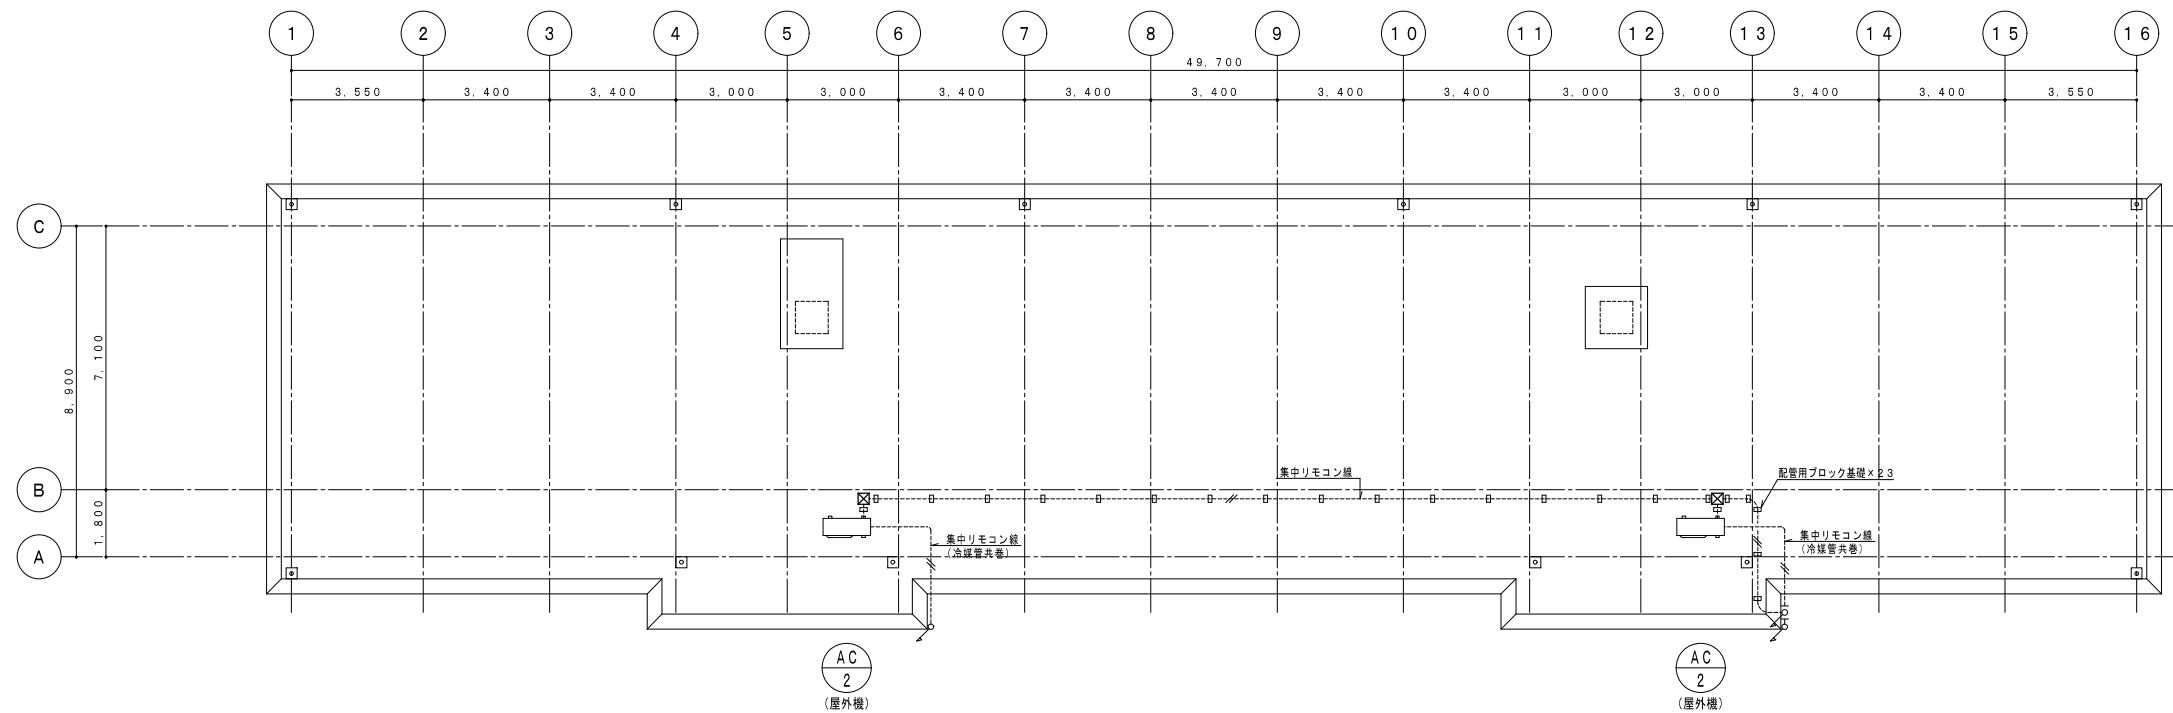 1 2 3 4 5 6 7 8 9 10 11 12 13 14 15 16
49,700
3,550 3,400 3,400 3,000 3,000 3,400 3,400 3,400 3,400 3,400 3,000 3,000 3,400 3,400 3,550
C
7,100
8,900
集中リモコン線
配管用ブロック基礎×23
B
1,800
集中リモコン線
(冷媒管共巻)
集中リモコン線
(冷媒管共巻)
A
AC
2
(屋外機)
AC
2
(屋外機)